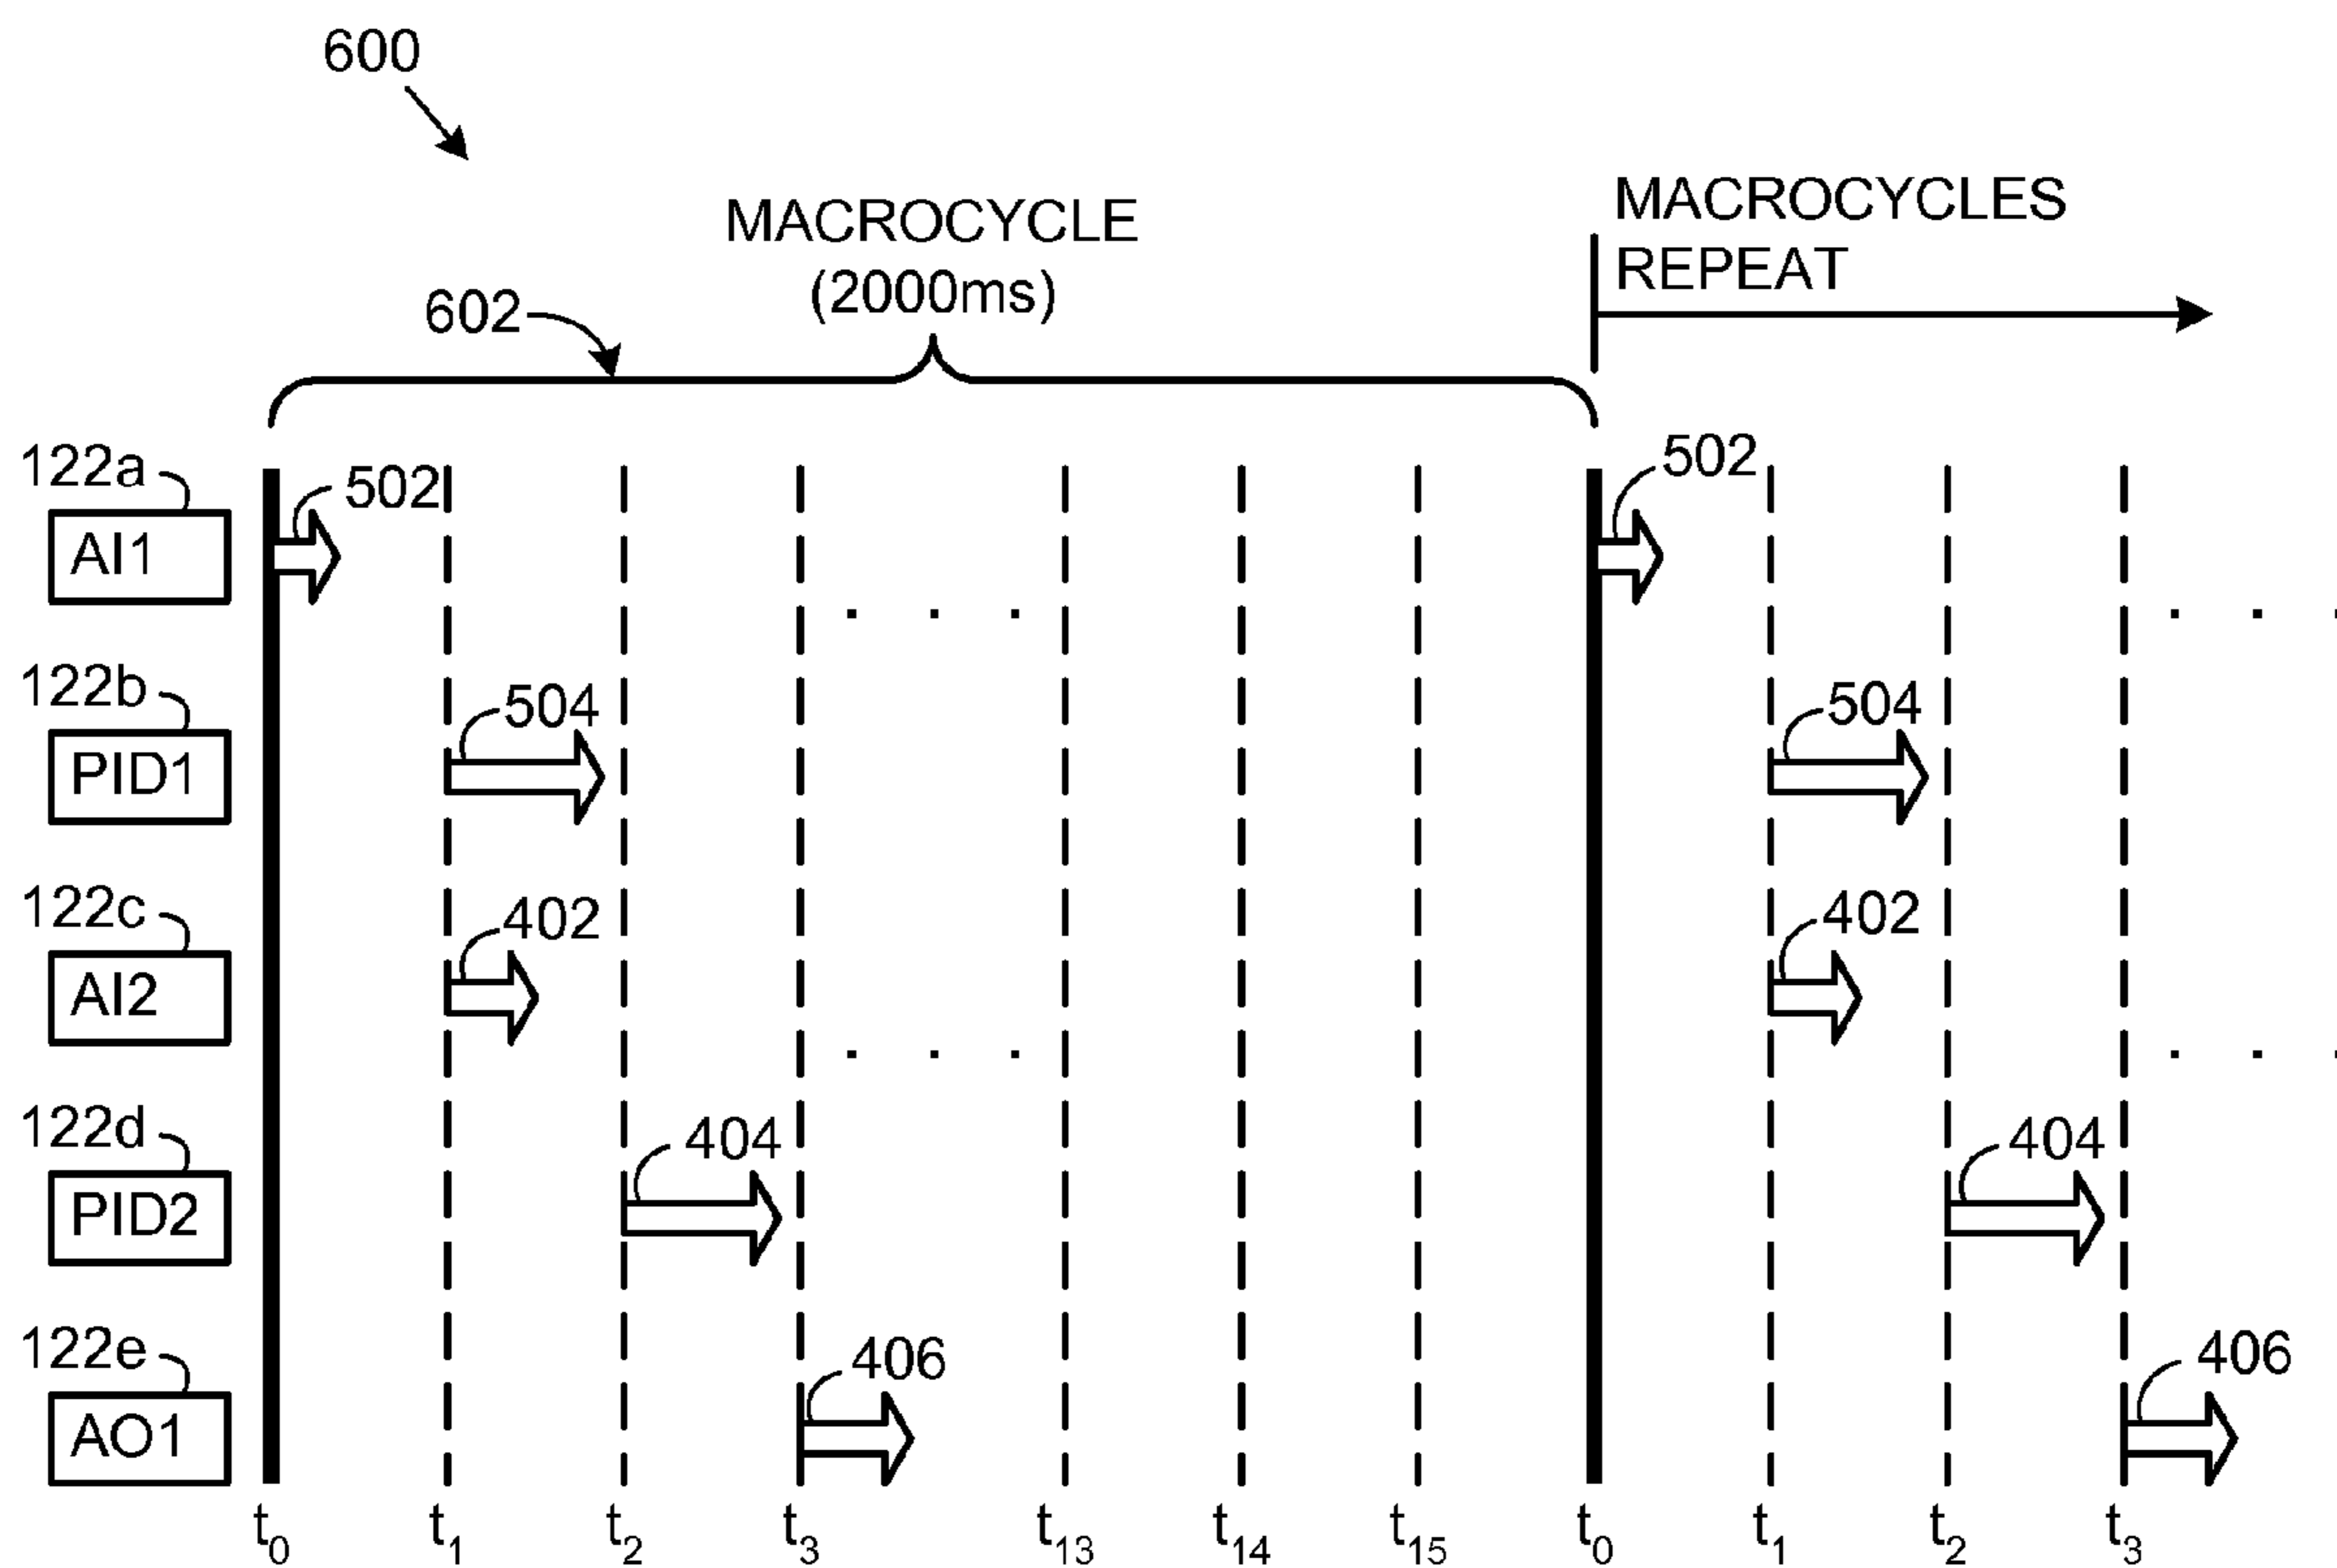 600
MACROCYCLE
(2000ms)
602
MACROCYCLES
REPEAT
122a
502
502
AI1
122b
504
504
PID1
122c
402
402
AI2
122d
404
404
PID2
122e
406
406
AO1
t0 t1 t2 t3 t13 t14 t15 t0 t1 t2 t3